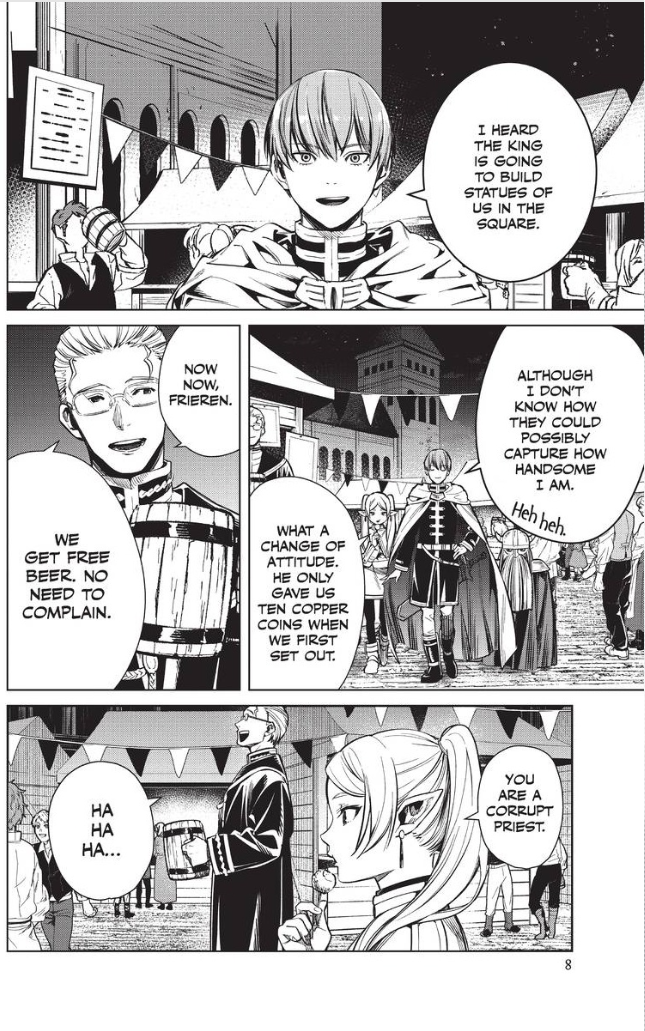 I HEARD
THE KING
IS GOING
TO BUILD
STATUES OF
US IN THE
SQUARE.
ALTHOUGH
I DON'T
KNOW HOW
THEY COULD
POSSIBLY
CAPTURE HOW
HANDSOME
I AM.
Heh heh.
WHAT A
CHANGE OF
ATTITUDE.
HE ONLY
GAVE US
TEN COPPER
COINS WHEN
WE FIRST
SET OUT.
NOW
NOW,
FRIEREN.
WE
GET FREE
BEER. NO
NEED TO
COMPLAIN.
YOU
ARE A
CORRUPT
PRIEST.
HA
HA
HA...
8